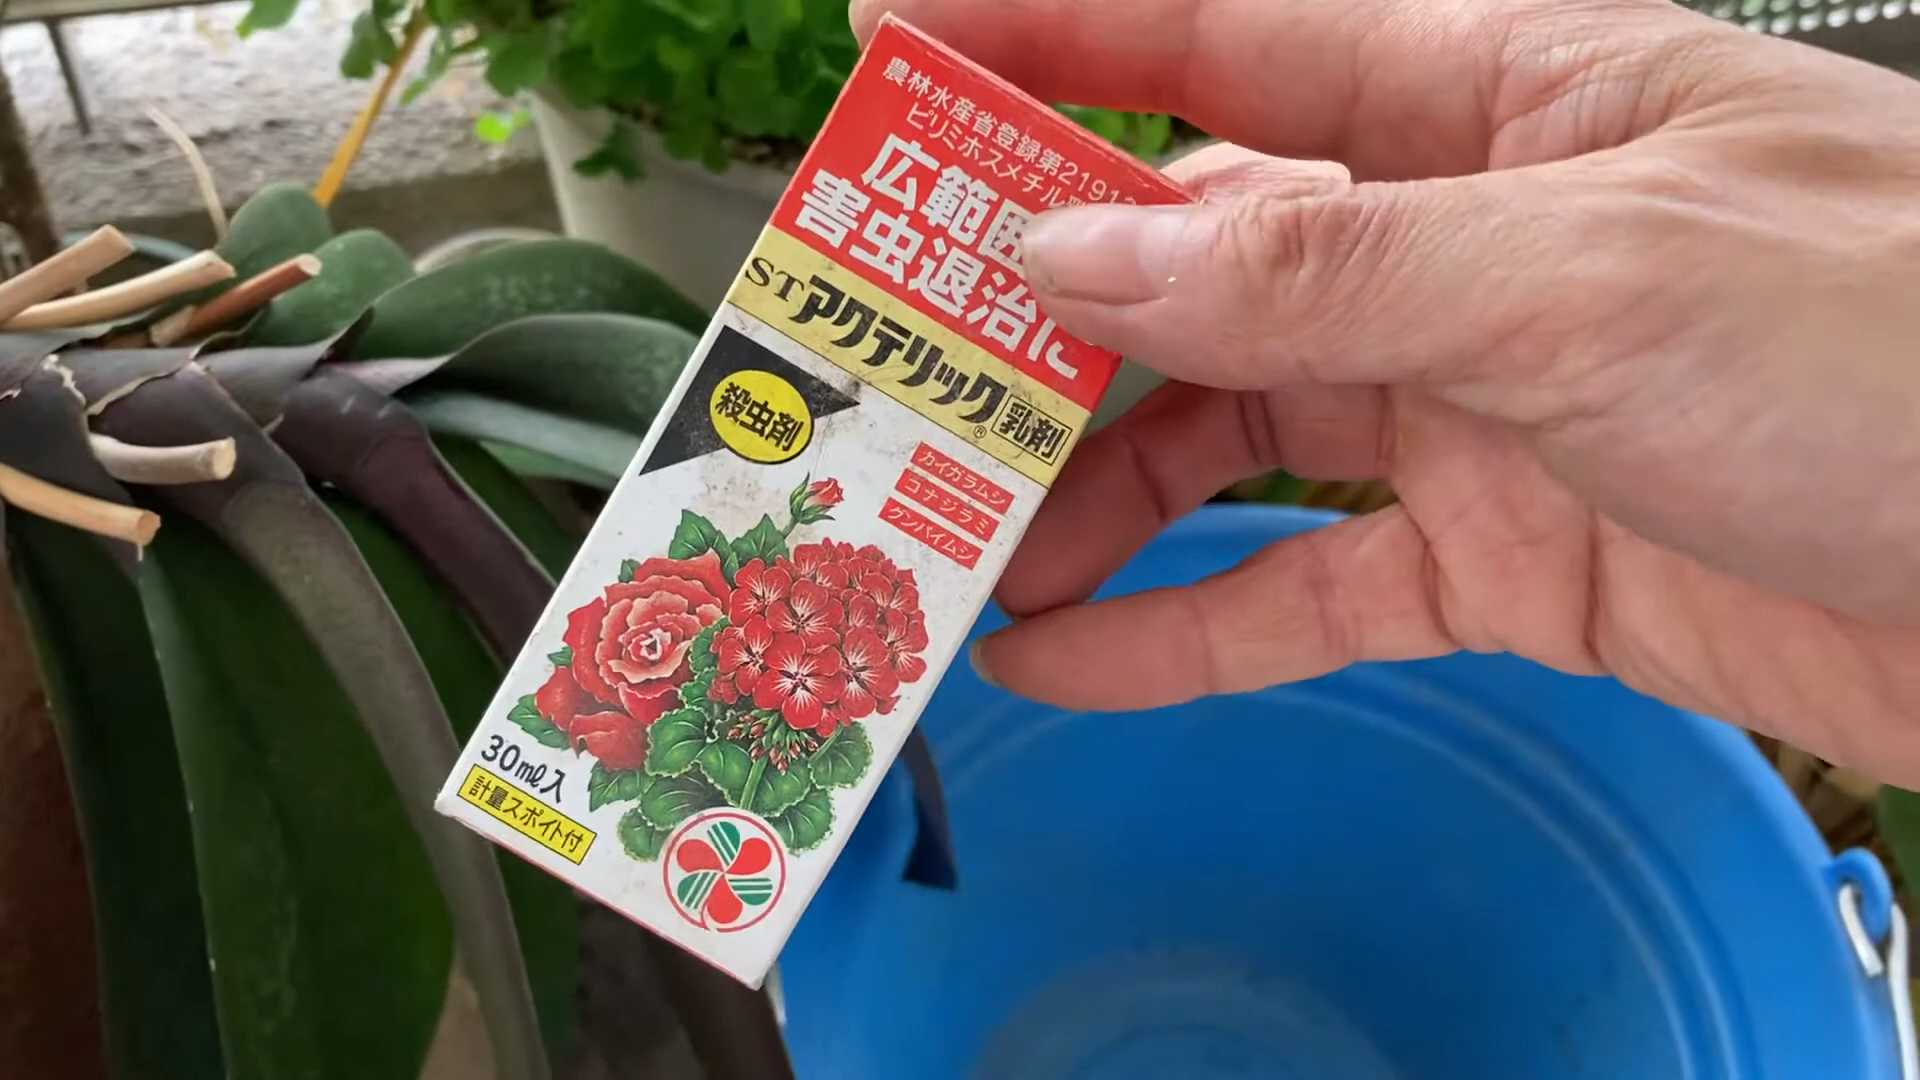 農林水産省登録第2191
ピリミホスメチル
広範囲
害虫退治に
STアクテリック® 乳剤
殺虫剤
カイガラムシ
コナジラミ
グンバイムシ
30ml入
計量スポイト付